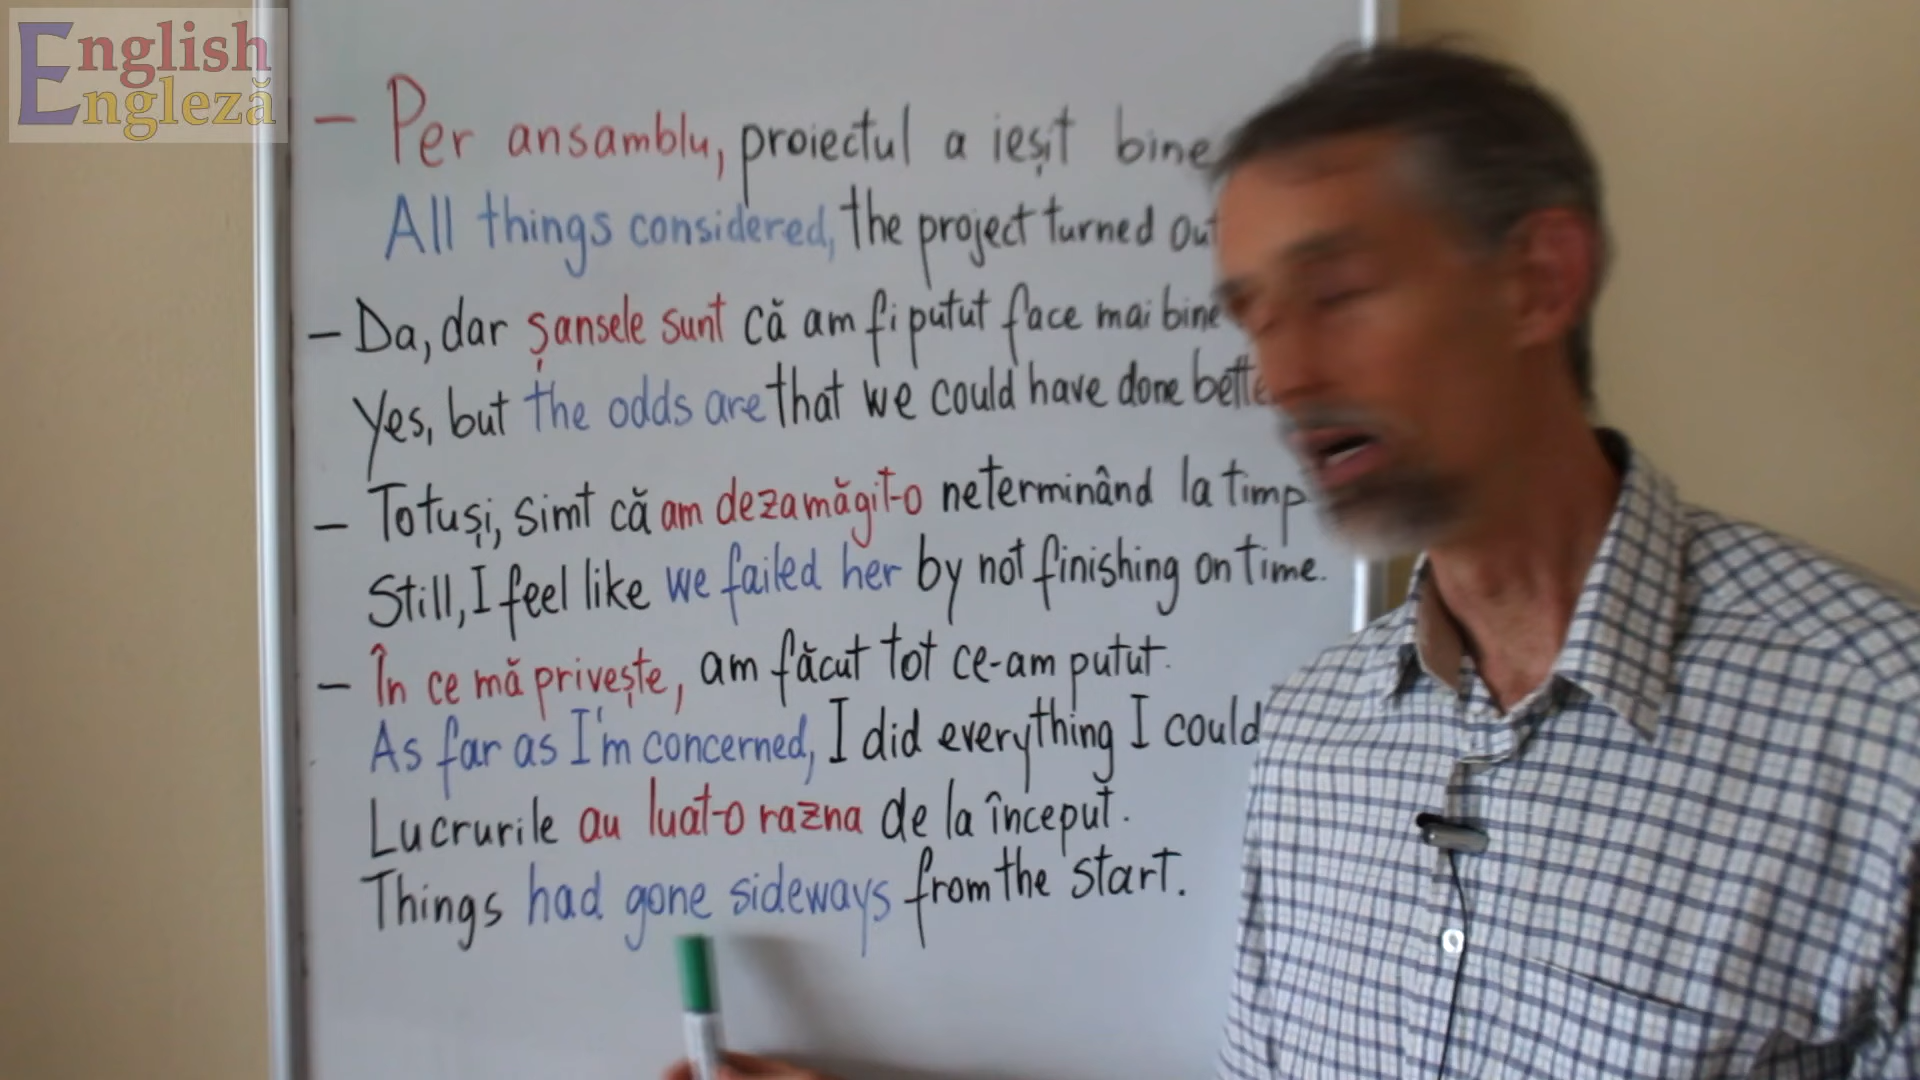 English
Engleză
- Per ansamblu, proiectul a ieșit bine
All things considered, the project turned out
- Da, dar șansele sunt că am fi putut face mai bine
Yes, but the odds are that we could have done
- Totuși, simt că am dezamăgit-o neterminând la timp
Still, I feel like we failed her by not finishing on time.
- În ce mă privește, am făcut tot ce-am putut.
As far as I'm concerned, I did everything I could
Lucrurile au luat-o razna de la început.
Things had gone sideways from the start.